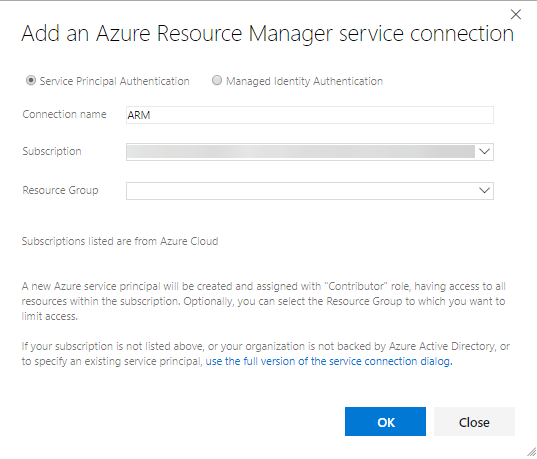 Add an Azure Resource Manager service connection
Service Principal Authentication Managed Identity Authentication
Connection name ARM
Subscription
Resource Group
Subscriptions listed are from Azure Cloud
A new Azure service principal will be created and assigned with "Contributor" role, having access to all
resources within the subscription. Optionally, you can select the Resource Group to which you want to
limit access.
If your subscription is not listed above, or your organization is not backed by Azure Active Directory, or
to specify an existing service principal, use the full version of the service connection dialog.
OK Close